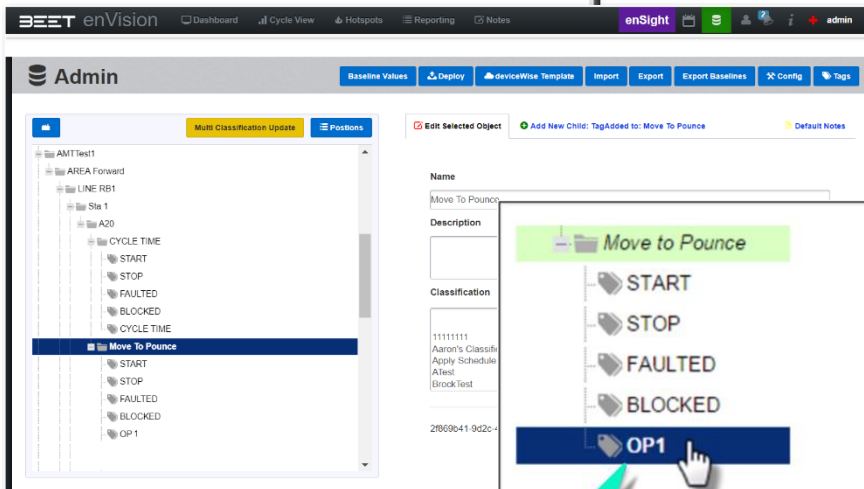 BEET enVision Dashboard Cycle View Hotspots Reporting Notes enSight 2 i admin
Admin Baseline Values Deploy deviceWise Template Import Export Export Baselines Config Tags
Multi Classification Update Postions
AMTTest1
AREA Forward
LINE RB1
Sta 1
A20
CYCLE TIME
START
STOP
FAULTED
BLOCKED
CYCLE TIME
Move To Pounce
START
STOP
FAULTED
BLOCKED
OP 1
Edit Selected Object Add New Child: TagAdded to: Move To Pounce Default Notes
Name
Move To Pounce
Description
Classification
11111111
Aaron's Classifi
Apply Schedule
ATest
BrockTest
2f869b41-9d2c-4
Move to Pounce
START
STOP
FAULTED
BLOCKED
OP1